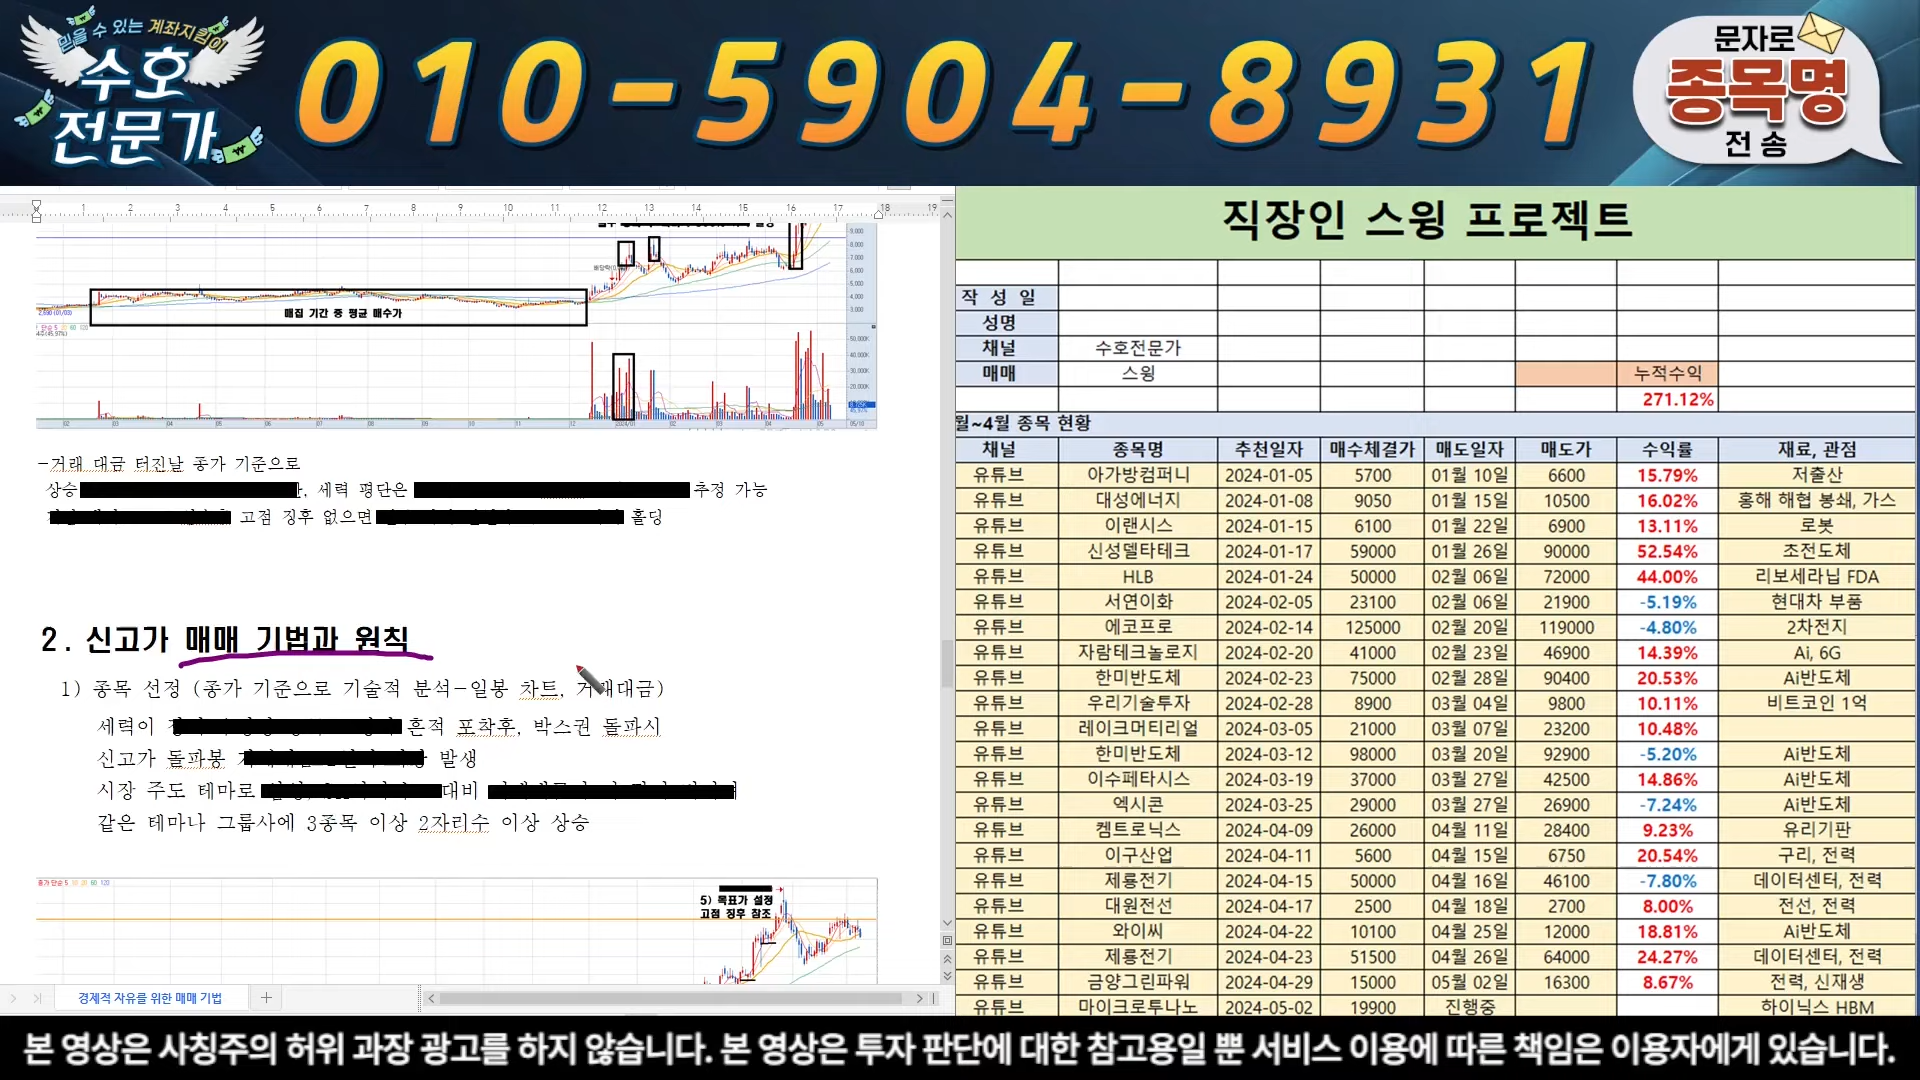 믿을 수 있는 계좌지킴이
수호
전문가
010-5904-8931
문자로
종목명
전송
1 2 3 4 5 6 7 8 9 10 11 12 13 14 15 16 17 18 19
매집 기간 중 평균 매수가
-거래 대금 터진날 종가 기준으로
상승 , 세력 평단은 추정 가능
고점 징후 없으면 홀딩
2. 신고가 매매 기법과 원칙
1) 종목 선정 (종가 기준으로 기술적 분석-일봉 차트, 거래대금)
세력이 흔적 포착후, 박스권 돌파시
신고가 돌파봉 발생
시장 주도 테마로 대비
같은 테마나 그룹사에 3종목 이상 2자리수 이상 상승
5) 목표가 설정
고점 징후 참조
경제적 자유를 위한 매매 기법
직장인 스윙 프로젝트
작 성 일
성명
채널 수호전문가
매매 스윙 누적수익
271.12%
월~4월 종목 현황
채널 종목명 추천일자 매수체결가 매도일자 매도가 수익률 재료, 관점
유튜브 아가방컴퍼니 2024-01-05 5700 01월 10일 6600 15.79% 저출산
유튜브 대성에너지 2024-01-08 9050 01월 15일 10500 16.02% 홍해 해협 봉쇄, 가스
유튜브 이랜시스 2024-01-15 6100 01월 22일 6900 13.11% 로봇
유튜브 신성델타테크 2024-01-17 59000 01월 26일 90000 52.54% 초전도체
유튜브 HLB 2024-01-24 50000 02월 06일 72000 44.00% 리보세라닙 FDA
유튜브 서연이화 2024-02-05 23100 02월 06일 21900 -5.19% 현대차 부품
유튜브 에코프로 2024-02-14 125000 02월 20일 119000 -4.80% 2차전지
유튜브 자람테크놀로지 2024-02-20 41000 02월 23일 46900 14.39% Ai, 6G
유튜브 한미반도체 2024-02-23 75000 02월 28일 90400 20.53% Ai반도체
유튜브 우리기술투자 2024-02-28 8900 03월 04일 9800 10.11% 비트코인 1억
유튜브 레이크머티리얼 2024-03-05 21000 03월 07일 23200 10.48%
유튜브 한미반도체 2024-03-12 98000 03월 20일 92900 -5.20% Ai반도체
유튜브 이수페타시스 2024-03-19 37000 03월 27일 42500 14.86% Ai반도체
유튜브 엑시콘 2024-03-25 29000 03월 27일 26900 -7.24% Ai반도체
유튜브 켐트로닉스 2024-04-09 26000 04월 11일 28400 9.23% 유리기판
유튜브 이구산업 2024-04-11 5600 04월 15일 6750 20.54% 구리, 전력
유튜브 제룡전기 2024-04-15 50000 04월 16일 46100 -7.80% 데이터센터, 전력
유튜브 대원전선 2024-04-17 2500 04월 18일 2700 8.00% 전선, 전력
유튜브 와이씨 2024-04-22 10100 04월 25일 12000 18.81% Ai반도체
유튜브 제룡전기 2024-04-23 51500 04월 26일 64000 24.27% 데이터센터, 전력
유튜브 금양그린파워 2024-04-29 15000 05월 02일 16300 8.67% 전력, 신재생
유튜브 마이크로투나노 2024-05-02 19900 진행중 하이닉스 HBM
본 영상은 사칭주의 허위 과장 광고를 하지 않습니다. 본 영상은 투자 판단에 대한 참고용일 뿐 서비스 이용에 따른 책임은 이용자에게 있습니다.